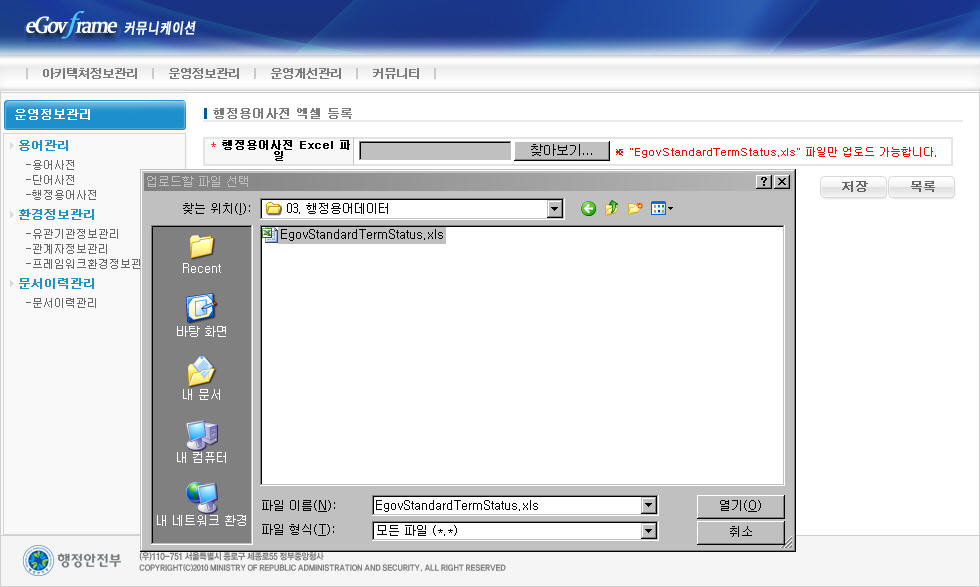 eGovframe 커뮤니케이션
아키텍처정보관리 | 운영정보관리 | 운영개선관리 | 커뮤니티
운영정보관리
행정용어사전 엑셀 등록
용어관리
-용어사전
-단어사전
-행정용어사전
환경정보관리
-유관기관정보관리
-관계자정보관리
-프레임워크환경정보관
문서이력관리
-문서이력관리
* 행정용어사전 Excel 파
일
찾아보기...
※ "EgovStandardTermStatus.xls" 파일만 업로드 가능합니다.
저장
목록
업로드할 파일 선택
찾는 위치(I):
03. 행정용어데이터
EgovStandardTermStatus.xls
Recent
바탕 화면
내 문서
내 컴퓨터
내 네트워크 환경
파일 이름(N):
EgovStandardTermStatus.xls
열기(O)
파일 형식(T):
모든 파일 (*.*)
취소
행정안전부
(우)110-751 서울특별시 종로구 세종로55 정부중앙청사
COPYRIGHT(C)2010 MINISTRY OF REPUBLIC ADMINISTRATION AND SECURITY. ALL RIGHT RESERVED